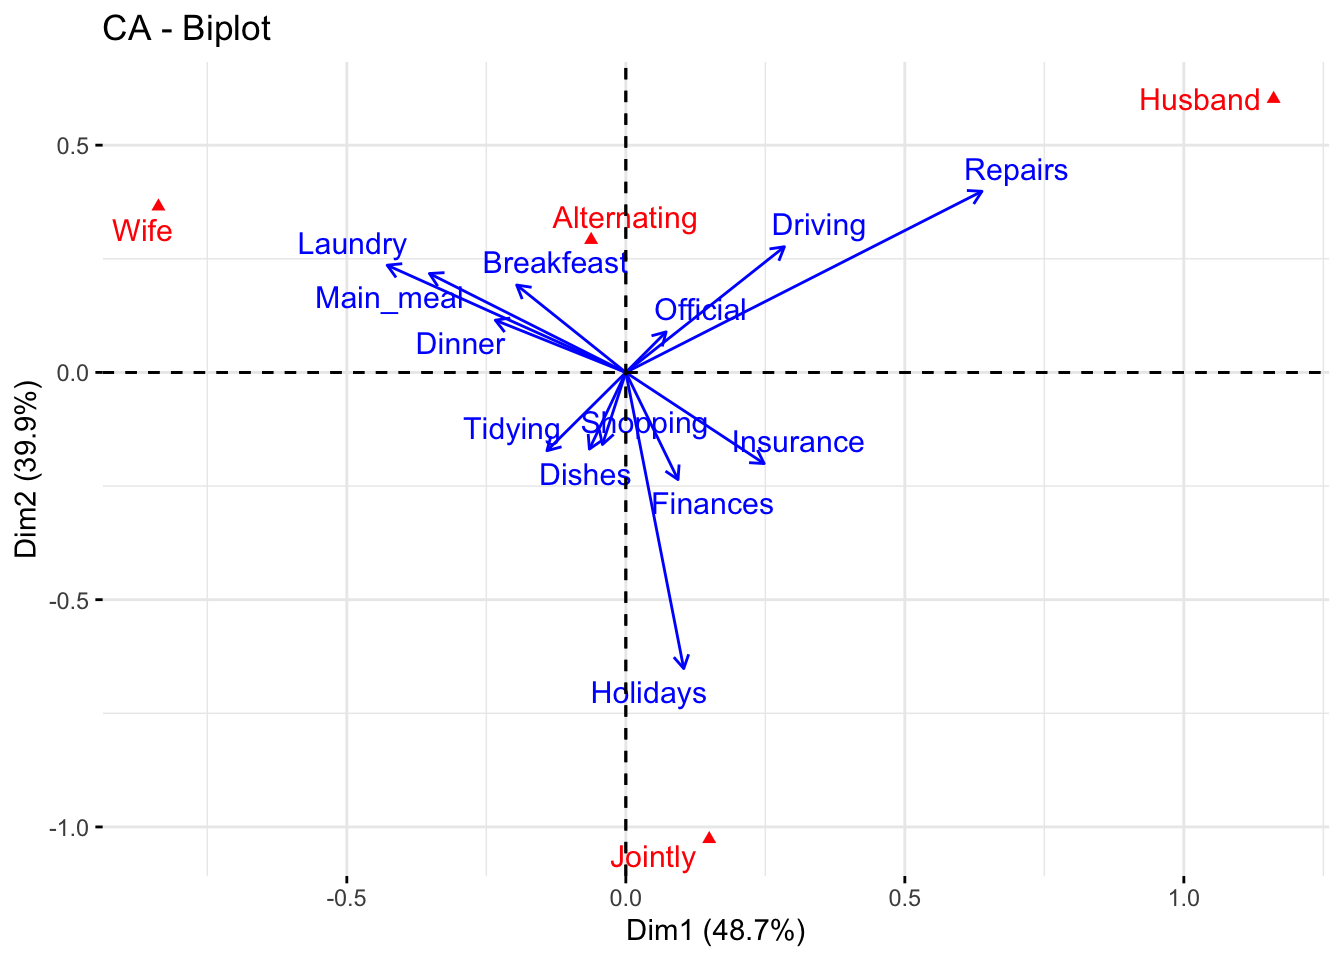 CA - Biplot
Husband
Repairs
Wife
Alternating
Driving
Laundry
Breakfeast
Main_meal
Official
Dinner
Tidying
Shopping
Insurance
Dishes
Finances
Holidays
Jointly
0.5
0.0
-0.5
-1.0
-0.5
0.0
0.5
1.0
Dim1 (48.7%)
Dim2 (39.9%)